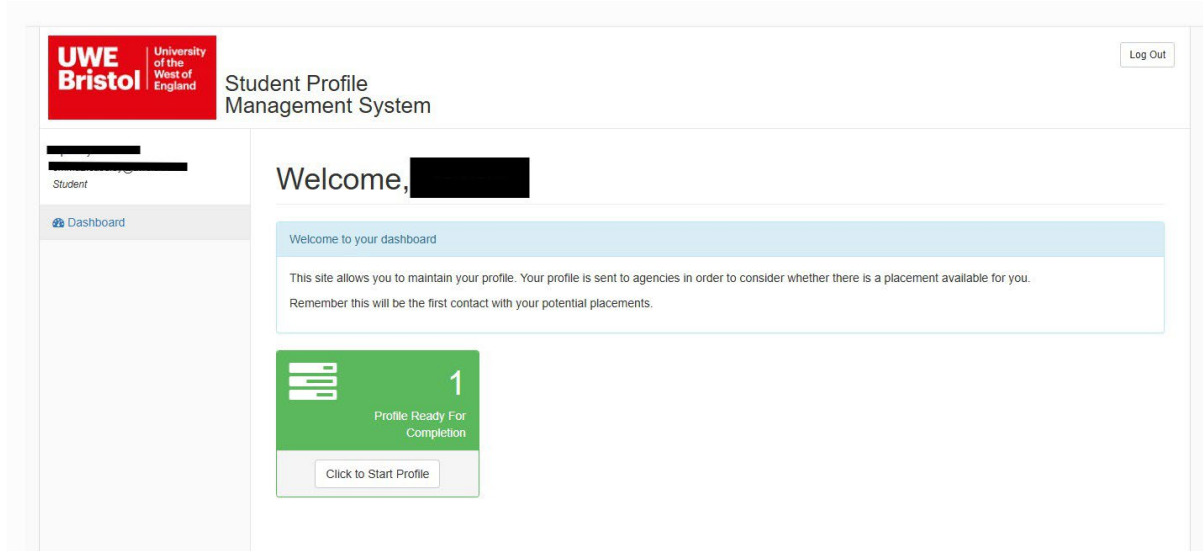 UWE Bristol
University
of the
West of
England
Student Profile
Management System
Log Out
Student
Dashboard
Welcome,
Welcome to your dashboard
This site allows you to maintain your profile. Your profile is sent to agencies in order to consider whether there is a placement available for you.
Remember this will be the first contact with your potential placements.
1
Profile Ready For
Completion
Click to Start Profile